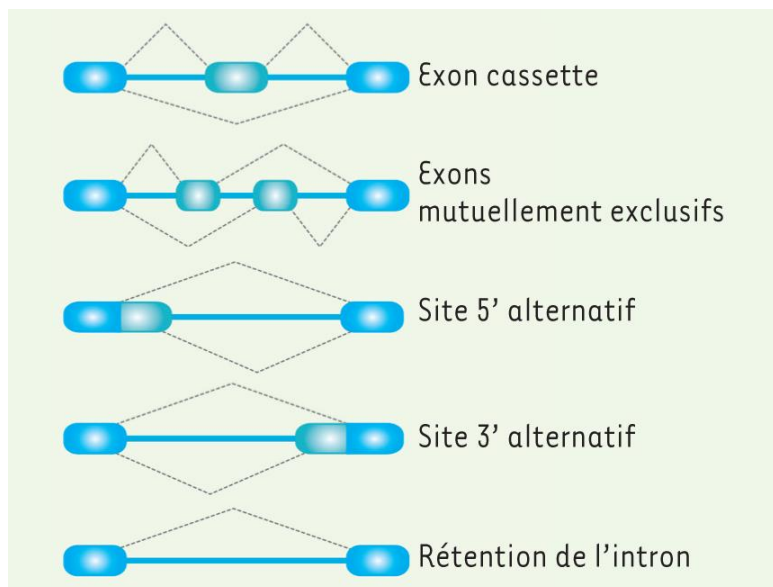 Exon cassette
Exons
mutuellement exclusifs
Site 5’ alternatif
Site 3’ alternatif
Rétention de l’intron